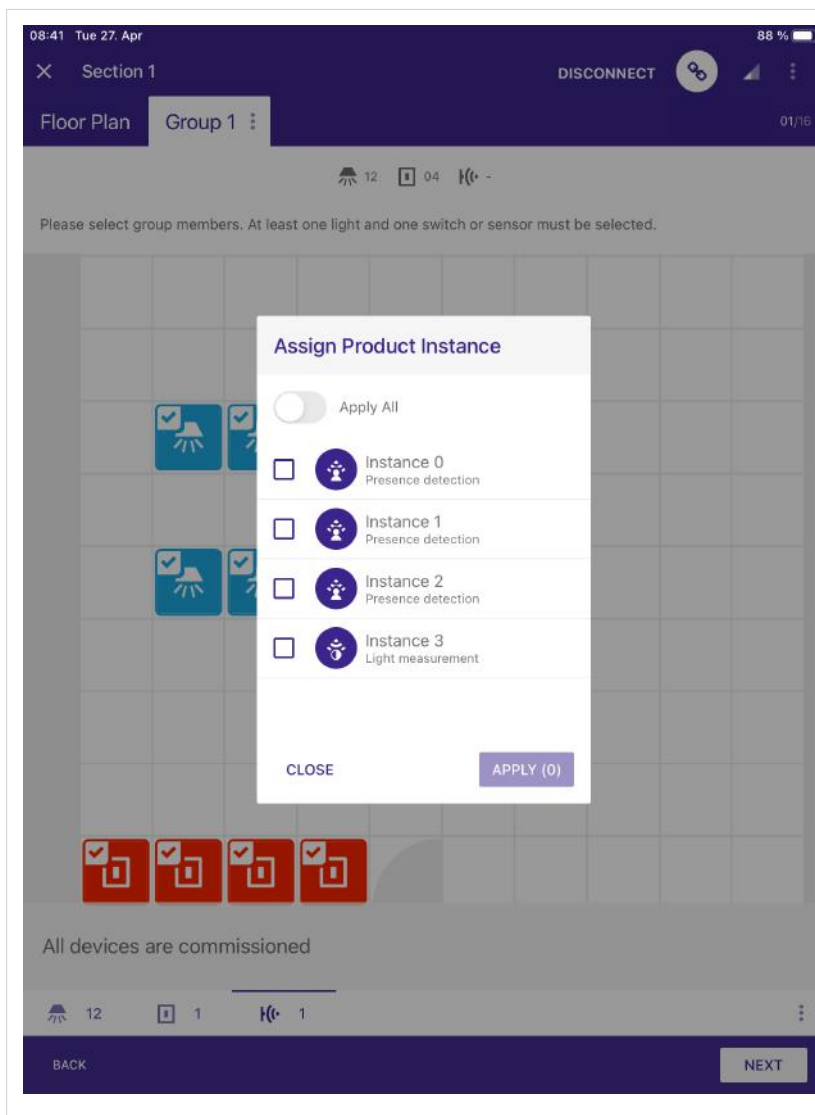 08:41 Tue 27. Apr 88 %
Section 1 DISCONNECT
Floor Plan Group 1 01/16
12 04 -
Please select group members. At least one light and one switch or sensor must be selected.
Assign Product Instance
Apply All
Instance 0
Presence detection
Instance 1
Presence detection
Instance 2
Presence detection
Instance 3
Light measurement
CLOSE APPLY (0)
All devices are commissioned
12 1 1
BACK NEXT